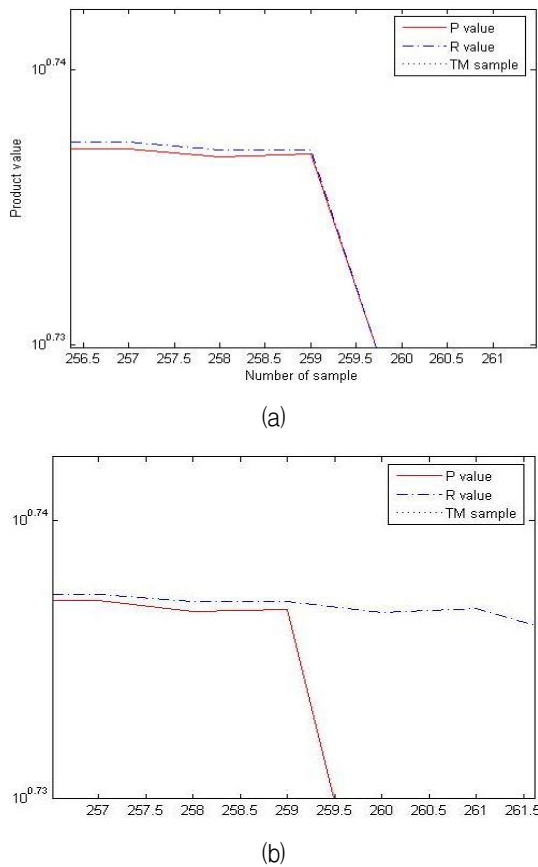 P value
R value
TM sample
10^0.74
Product value
10^0.73
256.5 257 257.5 258 258.5 259 259.5 260 260.5 261
Number of sample
(a)
P value
R value
TM sample
10^0.74
10^0.73
257 257.5 258 258.5 259 259.5 260 260.5 261 261.5
(b)